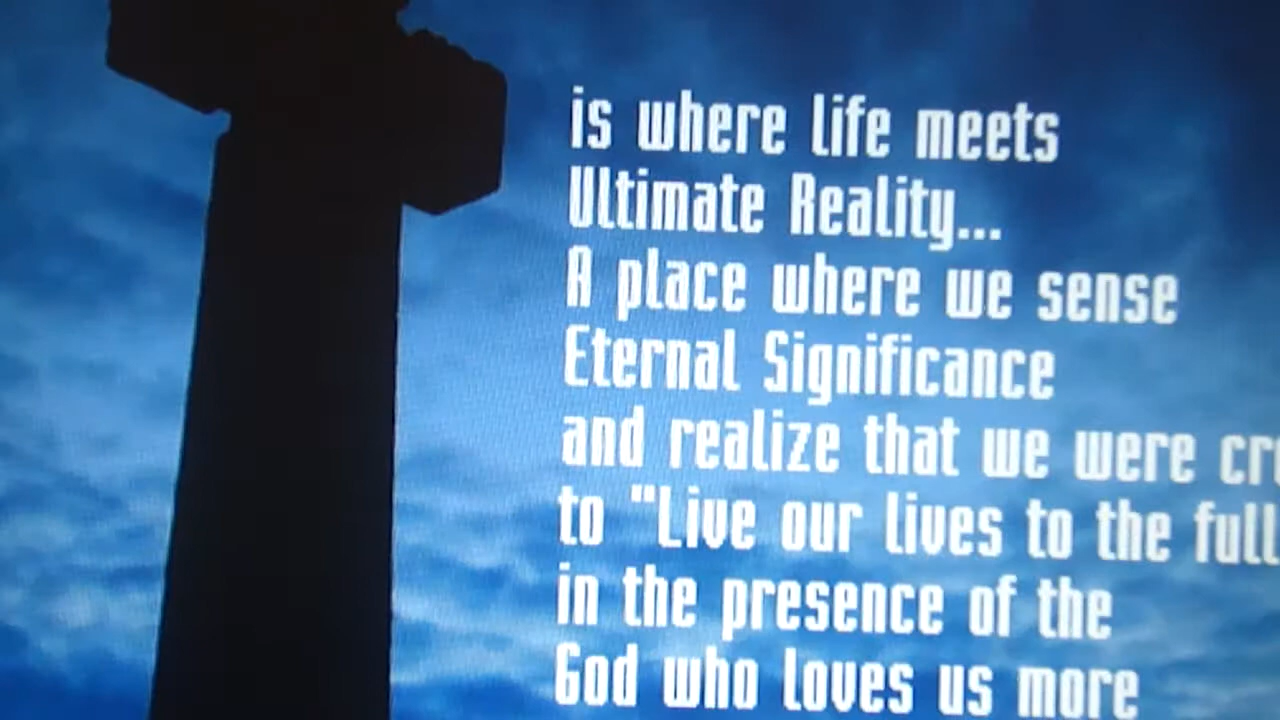 is where life meets
Ultimate Reality...
A place where we sense
Eternal Significance
and realize that we were
to "Live our lives to the full
in the presence of the
God who loves us more